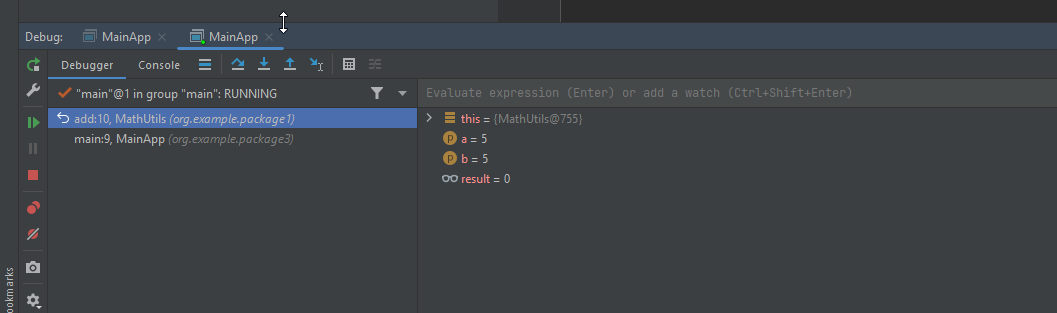 Debug: MainApp MainApp
Debugger Console
"main"@1 in group "main": RUNNING
Evaluate expression (Enter) or add a watch (Ctrl+Shift+Enter)
add:10, MathUtils (org.example.package1)
main:9, MainApp (org.example.package3)
this = {MathUtils@755}
p a = 5
p b = 5
result = 0
ookmarks